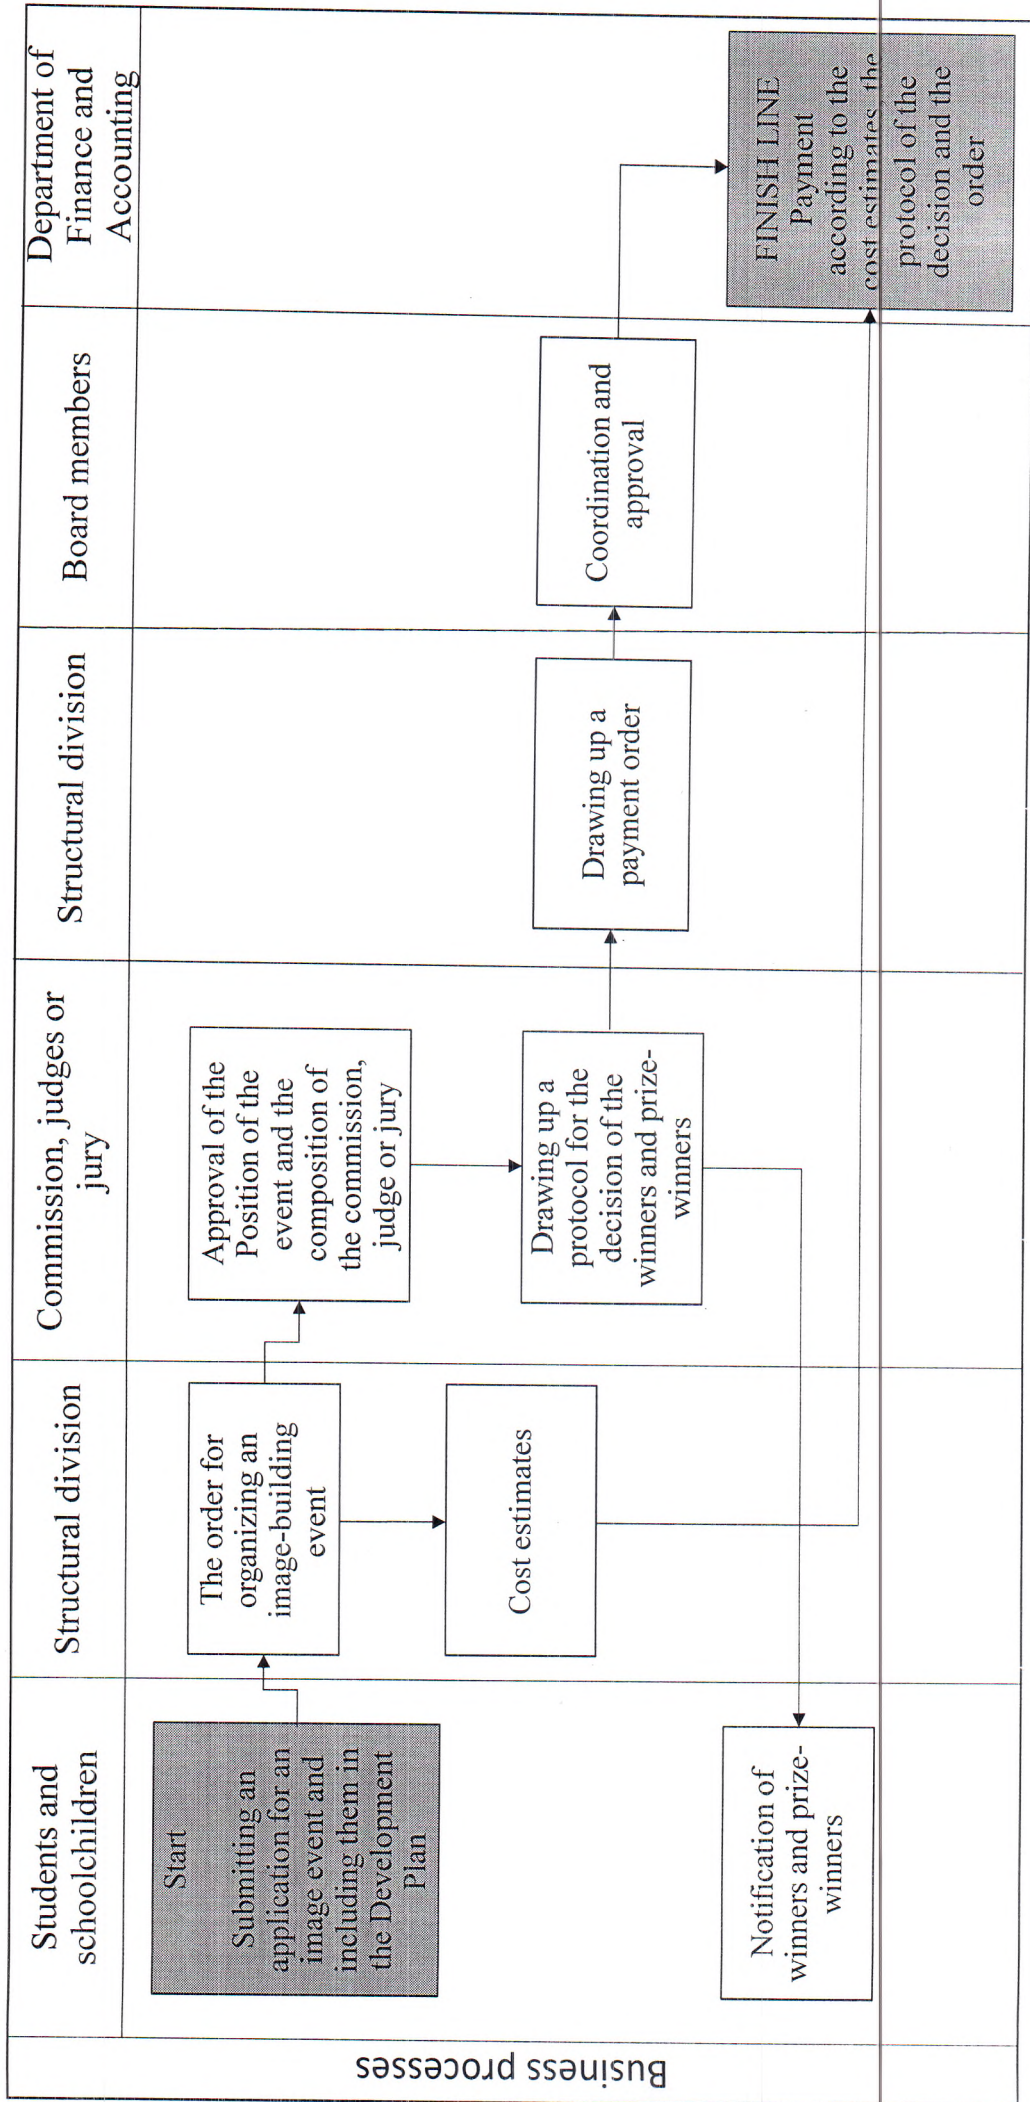 Business processes
Students and
schoolchildren
Structural division
Commission, judges or
jury
Structural division
Board members
Department of
Finance and
Accounting
Start
Submitting an
application for an
image event and
including them in
the Development
Plan
The order for
organizing an
image-building
event
Approval of the
Position of the
event and the
composition of
the commission,
judge or jury
Cost estimates
Drawing up a
protocol for the
decision of the
winners and prize-
winners
Drawing up a
payment order
Coordination and
approval
Notification of
winners and prize-
winners
FINISH LINE
Payment
according to the
cost estimates, the
protocol of the
decision and the
order